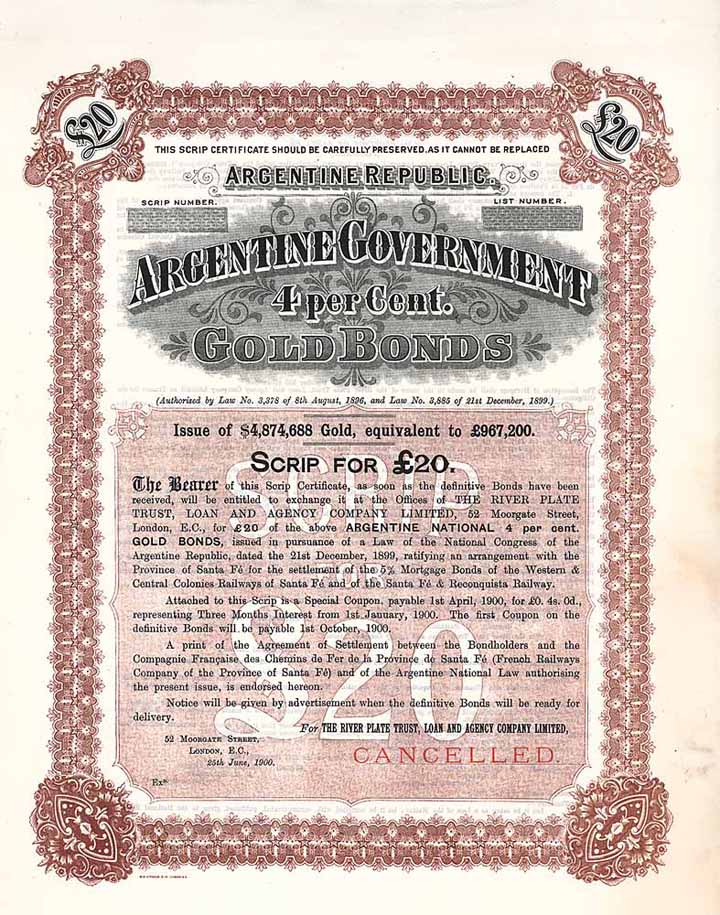 £20
£20
THIS SCRIP CERTIFICATE SHOULD BE CAREFULLY PRESERVED, AS IT CANNOT BE REPLACED
ARGENTINE REPUBLIC.
SCRIP NUMBER.
LIST NUMBER.
ARGENTINE GOVERNMENT
4 per Cent.
GOLD BONDS
(Authorised by Law No. 3,378 of 8th August, 1896, and Law No. 3,885 of 21st December, 1899.)
Issue of $4,874,688 Gold, equivalent to £967,200.
SCRIP FOR £20.
The Bearer of this Scrip Certificate, as soon as the definitive Bonds have been
received, will be entitled to exchange it at the Offices of THE RIVER PLATE
TRUST, LOAN AND AGENCY COMPANY LIMITED, 52 Moorgate Street,
London, E.C., for £20 of the above ARGENTINE NATIONAL 4 per cent.
GOLD BONDS, issued in pursuance of a Law of the National Congress of the
Argentine Republic, dated the 21st December, 1899, ratifying an arrangement with the
Province of Santa Fé for the settlement of the 5% Mortgage Bonds of the Western &
Central Colonies Railways of Santa Fé and of the Santa Fé & Reconquista Railway.
Attached to this Scrip is a Special Coupon, payable 1st April, 1900, for £0. 4s. 0d.,
representing Three Months Interest from 1st January, 1900. The first Coupon on the
definitive Bonds will be payable 1st October, 1900.
A print of the Agreement of Settlement between the Bondholders and the
Compagnie Française des Chemins de Fer de la Province de Santa Fé (French Railways
Company of the Province of Santa Fé) and of the Argentine National Law authorising
the present issue, is endorsed hereon.
Notice will be given by advertisement when the definitive Bonds will be ready for
delivery.
For THE RIVER PLATE TRUST, LOAN AND AGENCY COMPANY LIMITED,
52 MOORGATE STREET,
LONDON, E.C.,
25th June, 1900.
CANCELLED.
Exd.
SCRIP
£20